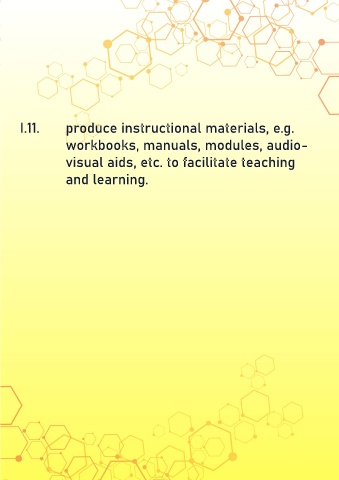 I.11. produce instructional materials, e.g.
workbooks, manuals, modules, audio-
visual aids, etc. to facilitate teaching
and learning.